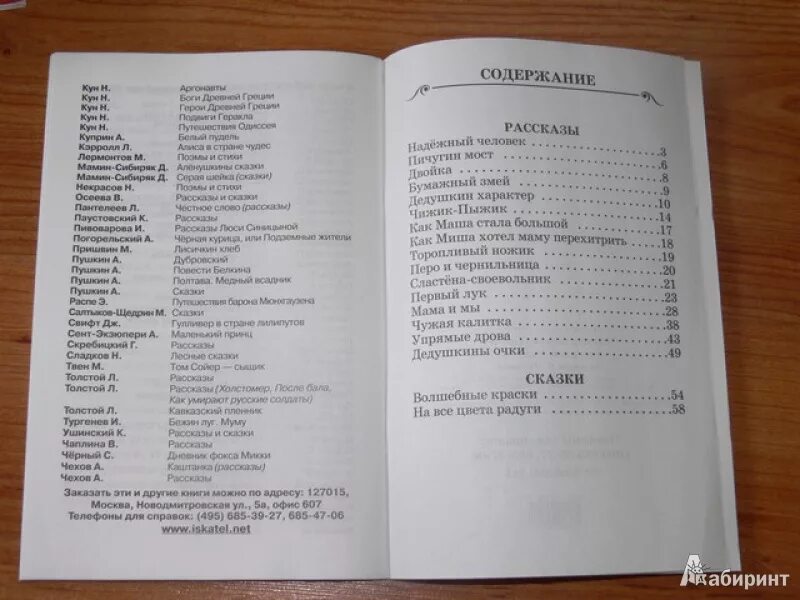 Кун Н. Аргонавты
Кун Н. Боги Древней Греции
Кун Н. Герои Древней Греции
Кун Н. Подвиги Геракла
Кун Н. Путешествия Одиссея
Куприн А. Белый пудель
Кэрролл Л. Алиса в стране чудес
Лермонтов М. Поэмы и стихи
Мамин-Сибиряк Д. Алёнушкины сказки
Мамин-Сибиряк Д. Серая шейка (сказки)
Некрасов Н. Поэмы и стихи
Осеева В. Рассказы и сказки
Пантелеев Л. Честное слово (рассказы)
Паустовский К. Рассказы
Пивоварова И. Рассказы Люси Синицыной
Погорельский А. Чёрная курица, или Подземные жители
Пришвин М. Лисичкин хлеб
Пушкин А. Дубровский
Пушкин А. Повести Белкина
Пушкин А. Полтава. Медный всадник
Пушкин А. Сказки
Распе Э. Путешествия барона Мюнхгаузена
Салтыков-Щедрин М. Сказки
Свифт Дж. Гулливер в стране лилипутов
Сент-Экзюпери А. Маленький принц
Скребицкий Г. Рассказы
Сладков Н. Лесные сказки
Твен М. Том Сойер — сыщик
Толстой Л. Рассказы
Толстой Л. Рассказы (Холстомер, После бала,
Как умирают русские солдаты)
Толстой Л. Кавказский пленник
Тургенев И. Бежин луг. Муму
Ушинский К. Рассказы и сказки
Чаплина В. Рассказы
Чёрный С. Дневник фокса Микки
Чехов А. Каштанка (рассказы)
Чехов А. Рассказы
Заказать эти и другие книги можно по адресу: 127015,
Москва, Новодмитровская ул., 5а, офис 607
Телефоны для справок: (495) 685-39-27, 685-47-06
www.iskatel.net
СОДЕРЖАНИЕ
РАССКАЗЫ
Надёжный человек 3
Пичугин мост 6
Двойка 8
Бумажный змей 9
Дедушкин характер 10
Чижик-Пыжик 14
Как Маша стала большой 17
Как Миша хотел маму перехитрить 18
Торопливый ножик 19
Перо и чернильница 20
Сластёна-своевольник 21
Первый лук 23
Мама и мы 28
Чужая калитка 38
Упрямые дрова 43
Дедушкины очки 49
СКАЗКИ
Волшебные краски 54
На все цвета радуги 58
Лабиринт